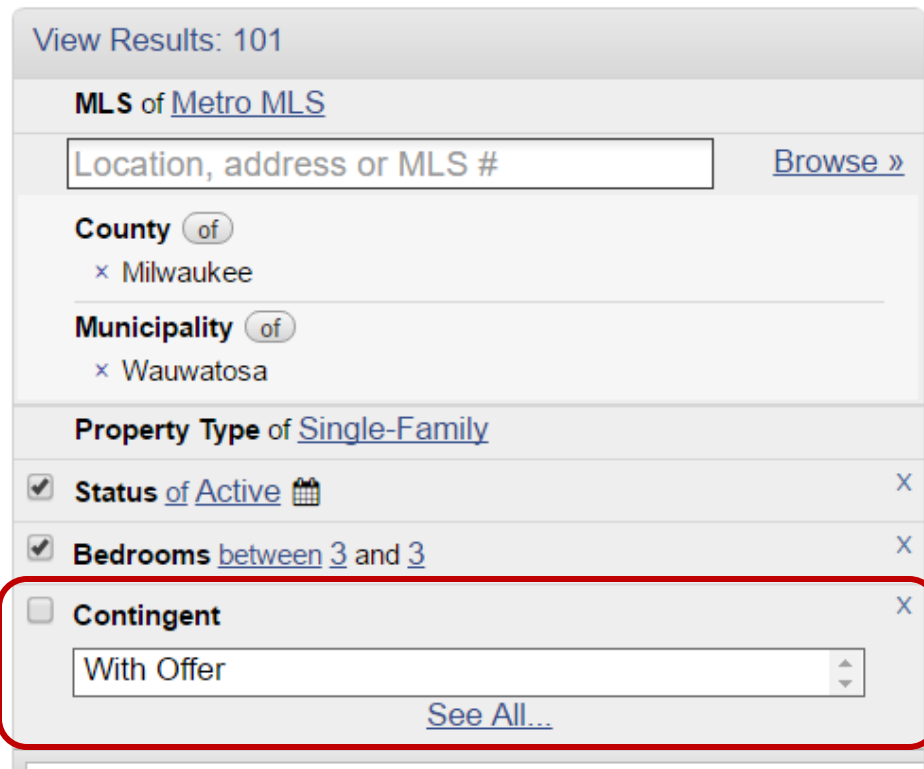 View Results: 101
MLS of Metro MLS
Location, address or MLS # Browse »
County of
x Milwaukee
Municipality of
x Wauwatosa
Property Type of Single-Family
Status of Active x
Bedrooms between 3 and 3 x
Contingent x
With Offer
See All...